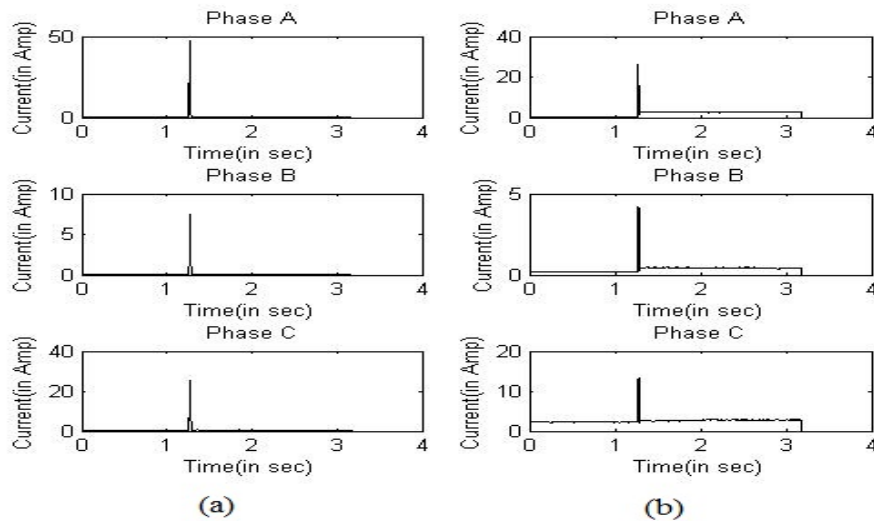 Phase A
Current(in Amp)
50
0
0 1 2 3 4
Time(in sec)
Phase B
Current(in Amp)
10
5
0
0 1 2 3 4
Time(in sec)
Phase C
Current(in Amp)
40
20
0
0 1 2 3 4
Time(in sec)
(a)
Phase A
Current(in Amp)
40
20
0
0 1 2 3 4
Time(in sec)
Phase B
Current(in Amp)
5
0
0 1 2 3 4
Time(in sec)
Phase C
Current(in Amp)
20
10
0
0 1 2 3 4
Time(in sec)
(b)